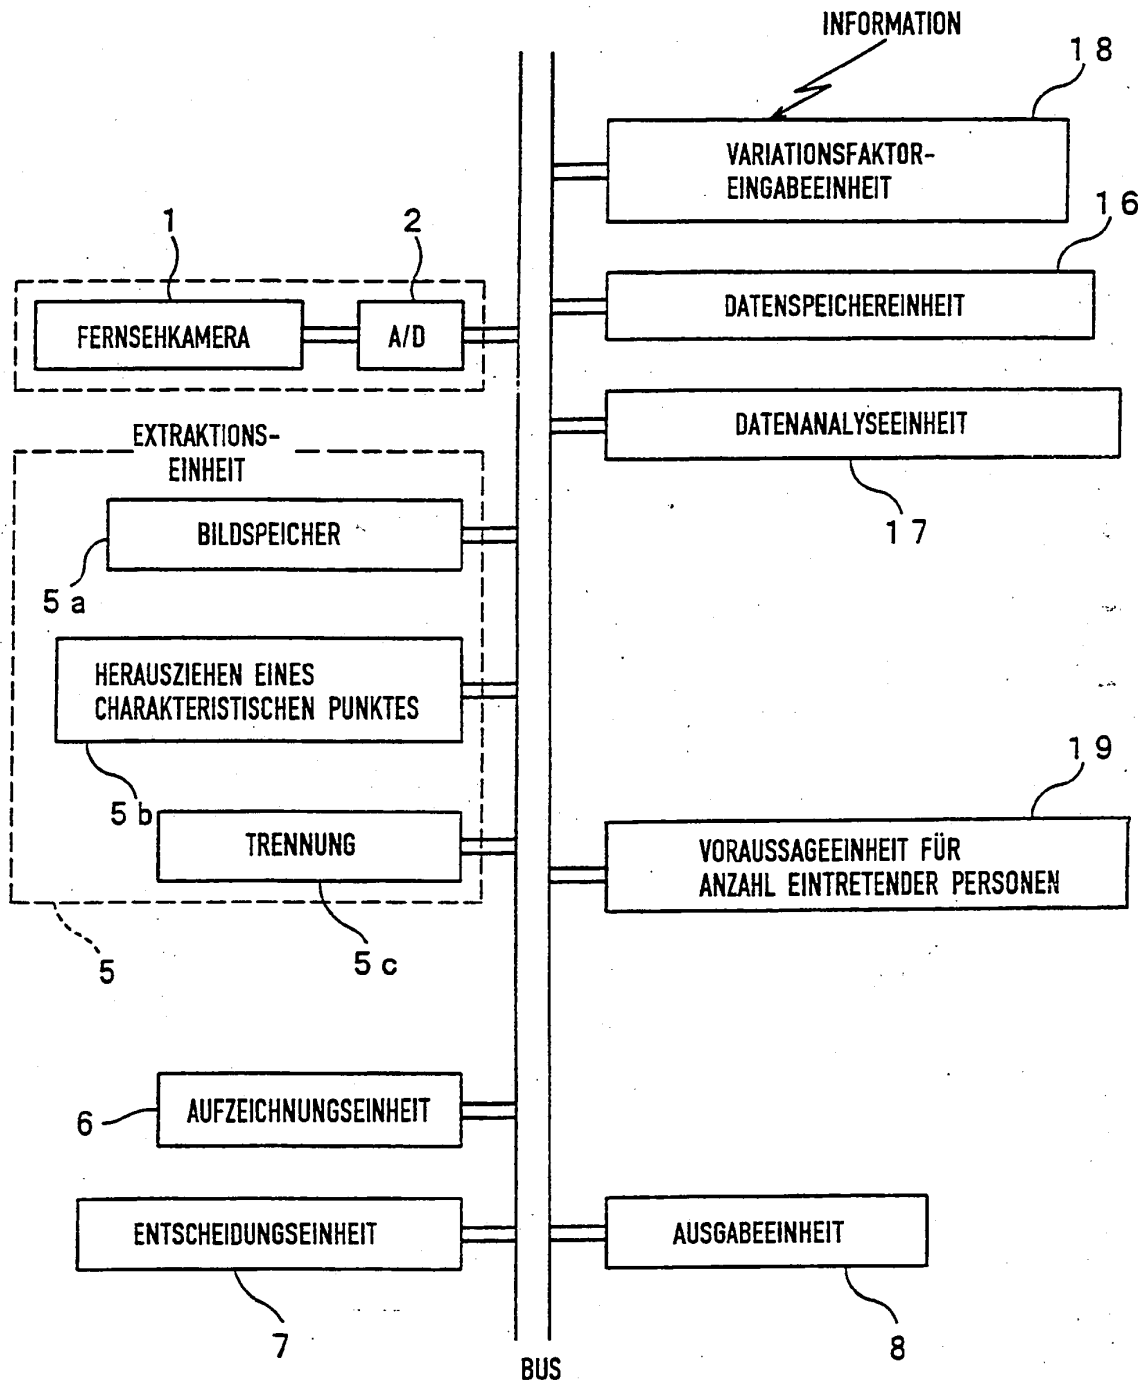 INFORMATION
18
VARIATIONSFAKTOR-
EINGABEEINHEIT
16
DATENSPEICHEREINHEIT
1
2
FERNSEHKAMERA
A/D
DATENANALYSEEINHEIT
17
EXTRAKTIONS-
EINHEIT
BILDSPEICHER
5a
HERAUSZIEHEN EINES
CHARAKTERISTISCHEN PUNKTES
5b
TRENNUNG
5c
5
19
VORAUSSAGEEINHEIT FÜR
ANZAHL EINTRETENDER PERSONEN
AUFZEICHNUNGSEINHEIT
6
ENTSCHEIDUNGSEINHEIT
7
AUSGABEEINHEIT
8
BUS